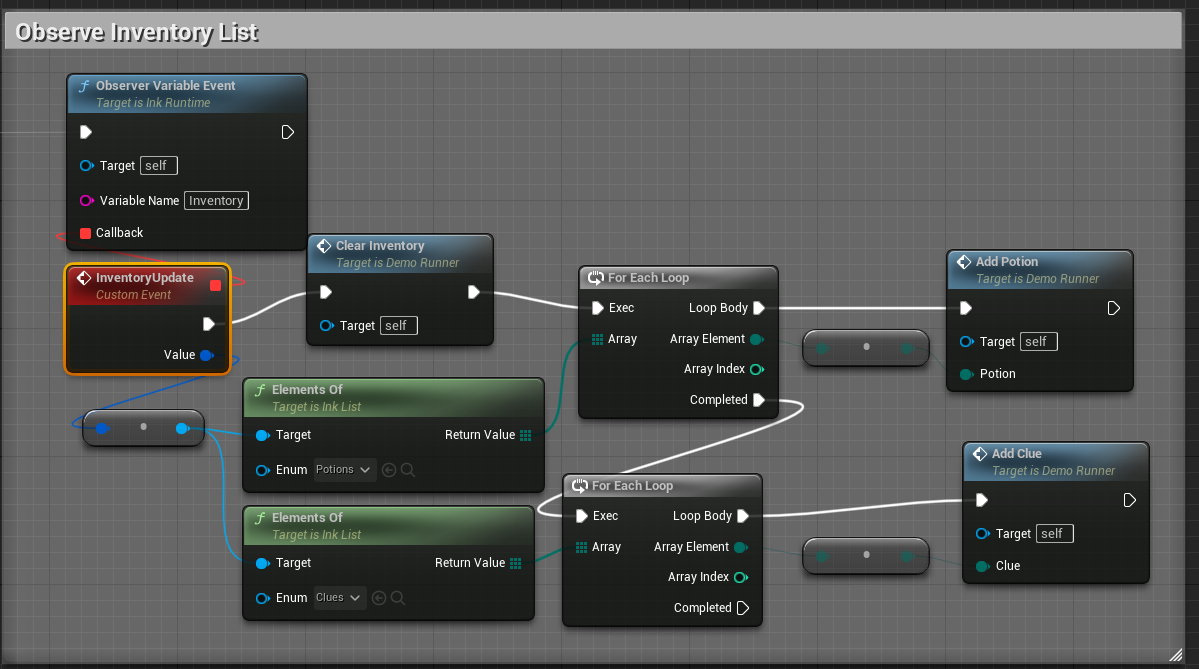 Observe Inventory List
Observer Variable Event
Target is Ink Runtime
Target self
Variable Name Inventory
Callback
InventoryUpdate
Custom Event
Value
Clear Inventory
Target is Demo Runner
Target self
For Each Loop
Exec Loop Body
Array Array Element
Array Index
Completed
Add Potion
Target is Demo Runner
Target self
Potion
Elements Of
Target is Ink List
Target Return Value
Enum Potions
Elements Of
Target is Ink List
Target Return Value
Enum Clues
For Each Loop
Exec Loop Body
Array Array Element
Array Index
Completed
Add Clue
Target is Demo Runner
Target self
Clue